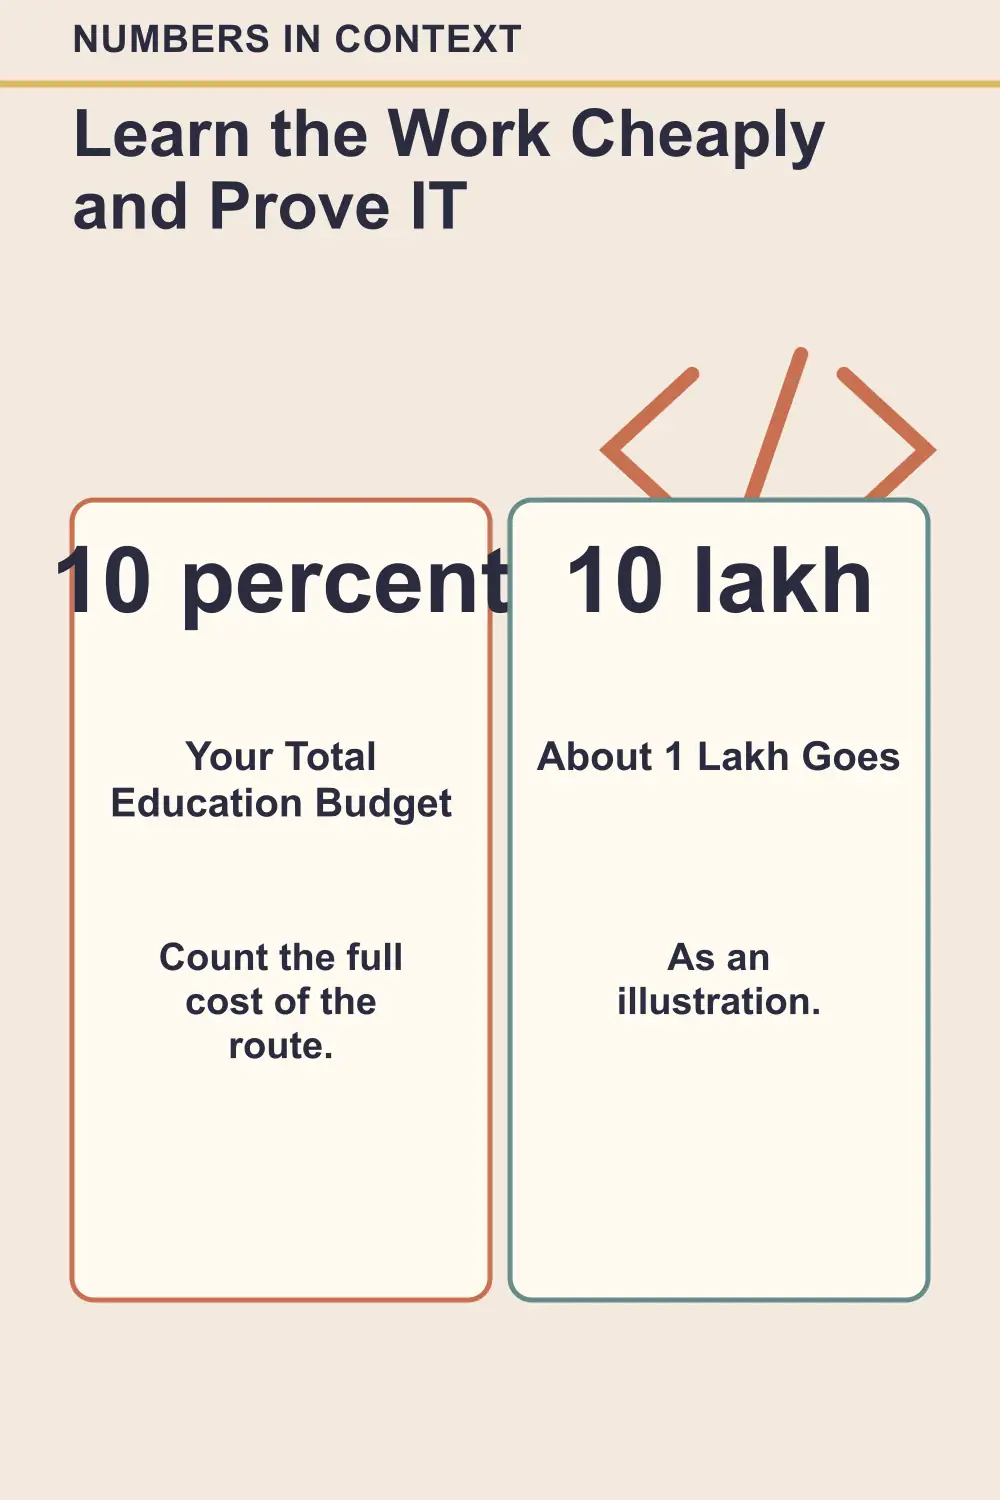 NUMBERS IN CONTEXT
Learn the Work Cheaply
and Prove IT
10 percent
Your Total
Education Budget
Count the full
cost of the
route.
10 lakh
About 1 Lakh Goes
As an
illustration.